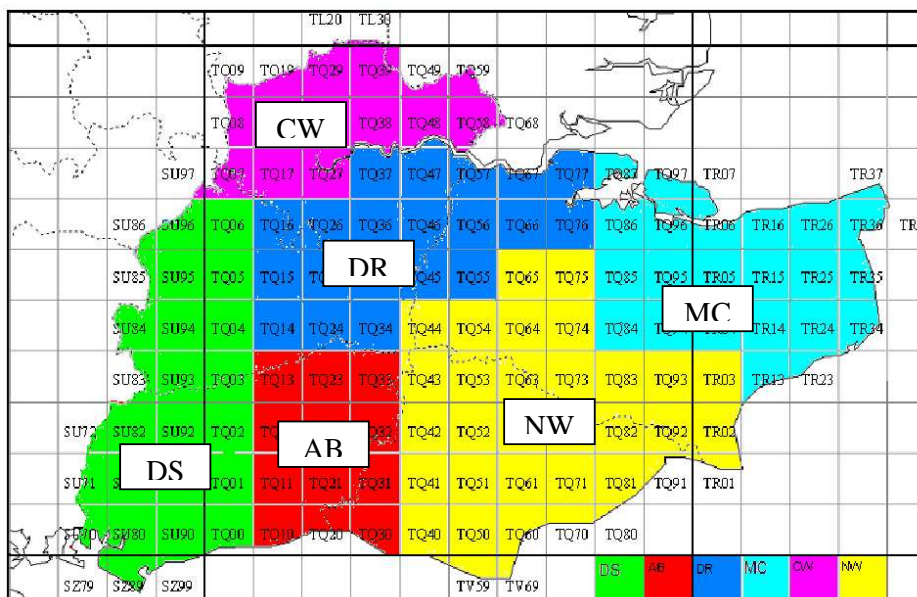 TL20 TL30
TQ09 TQ19 TQ29 TQ39 TQ49 TQ59
TQ08 CW TQ38 TQ48 TQ58 TQ68
SU97 TQ07 TQ17 TQ27 TQ37 TQ47 TQ57 TQ67 TQ77 TQ87 TQ97 TR07 TR37
SU86 SU96 TQ06 TQ16 TQ26 TQ36 TQ46 TQ56 TQ66 TQ76 TQ86 TQ96 TR06 TR16 TR26 TR36 TR
SU85 SU95 TQ05 TQ15 DR TQ45 TQ55 TQ65 TQ75 TQ85 TQ95 TR05 TR15 TR25 TR35
SU84 SU94 TQ04 TQ14 TQ24 TQ34 TQ44 TQ54 TQ64 TQ74 TQ84 MC TR14 TR24 TR34
SU83 SU93 TQ03 TQ13 TQ23 TQ33 TQ43 TQ53 TQ63 TQ73 TQ83 TQ93 TR03 TR13 TR23
SU72 SU82 SU92 TQ02 AB TQ32 TQ42 TQ52 NW TQ82 TQ92 TR02
SU71 DS TQ01 TQ11 TQ21 TQ31 TQ41 TQ51 TQ61 TQ71 TQ81 TQ91 TR01
SU70 SU80 SU90 TQ00 TQ10 TQ20 TQ30 TQ40 TQ50 TQ60 TQ70 TQ80
SZ79 SZ89 SZ99 TV59 TV69
DS AB DR MC CW NW